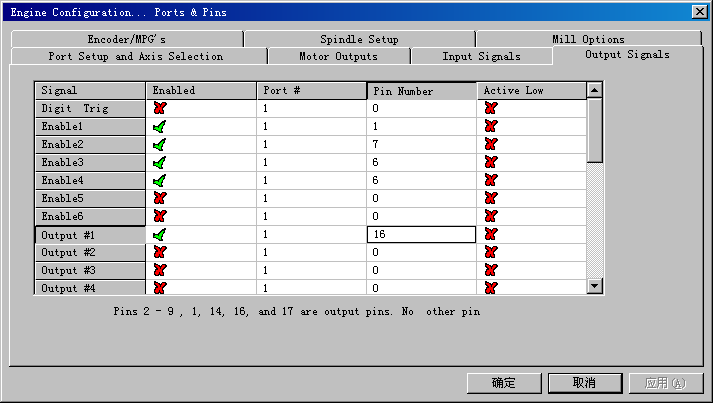 Engine Configuration... Ports & Pins
Encoder/MPG's Spindle Setup Mill Options
Port Setup and Axis Selection Motor Outputs Input Signals Output Signals
Signal Enabled Port # Pin Number Active Low
Digit Trig 1 0
Enable1 1 1
Enable2 1 7
Enable3 1 6
Enable4 1 6
Enable5 1 0
Enable6 1 0
Output #1 1 16
Output #2 1 0
Output #3 1 0
Output #4 1 0
Pins 2 - 9 , 1, 14, 16, and 17 are output pins. No other pin
确定 取消 应用(A)